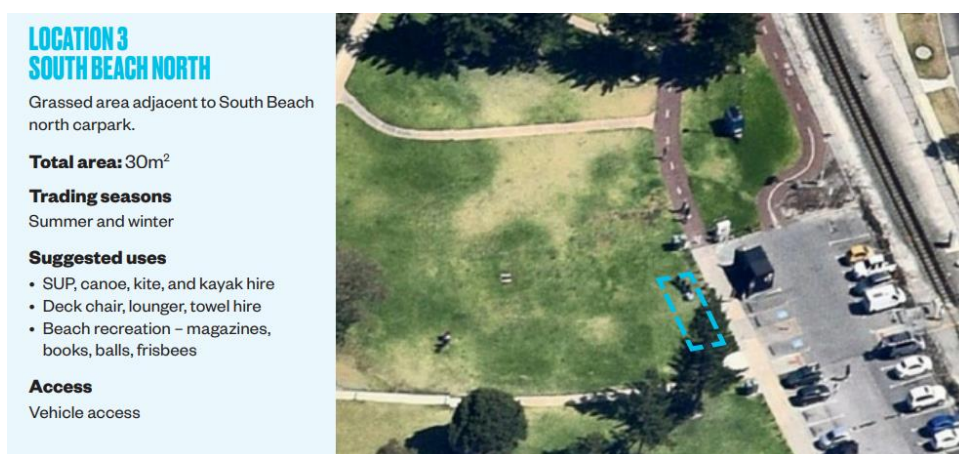 LOCATION 3
SOUTH BEACH NORTH
Grassed area adjacent to South Beach
north carpark.
Total area: 30m²
Trading seasons
Summer and winter
Suggested uses
• SUP, canoe, kite, and kayak hire
• Deck chair, lounger, towel hire
• Beach recreation – magazines,
books, balls, frisbees
Access
Vehicle access